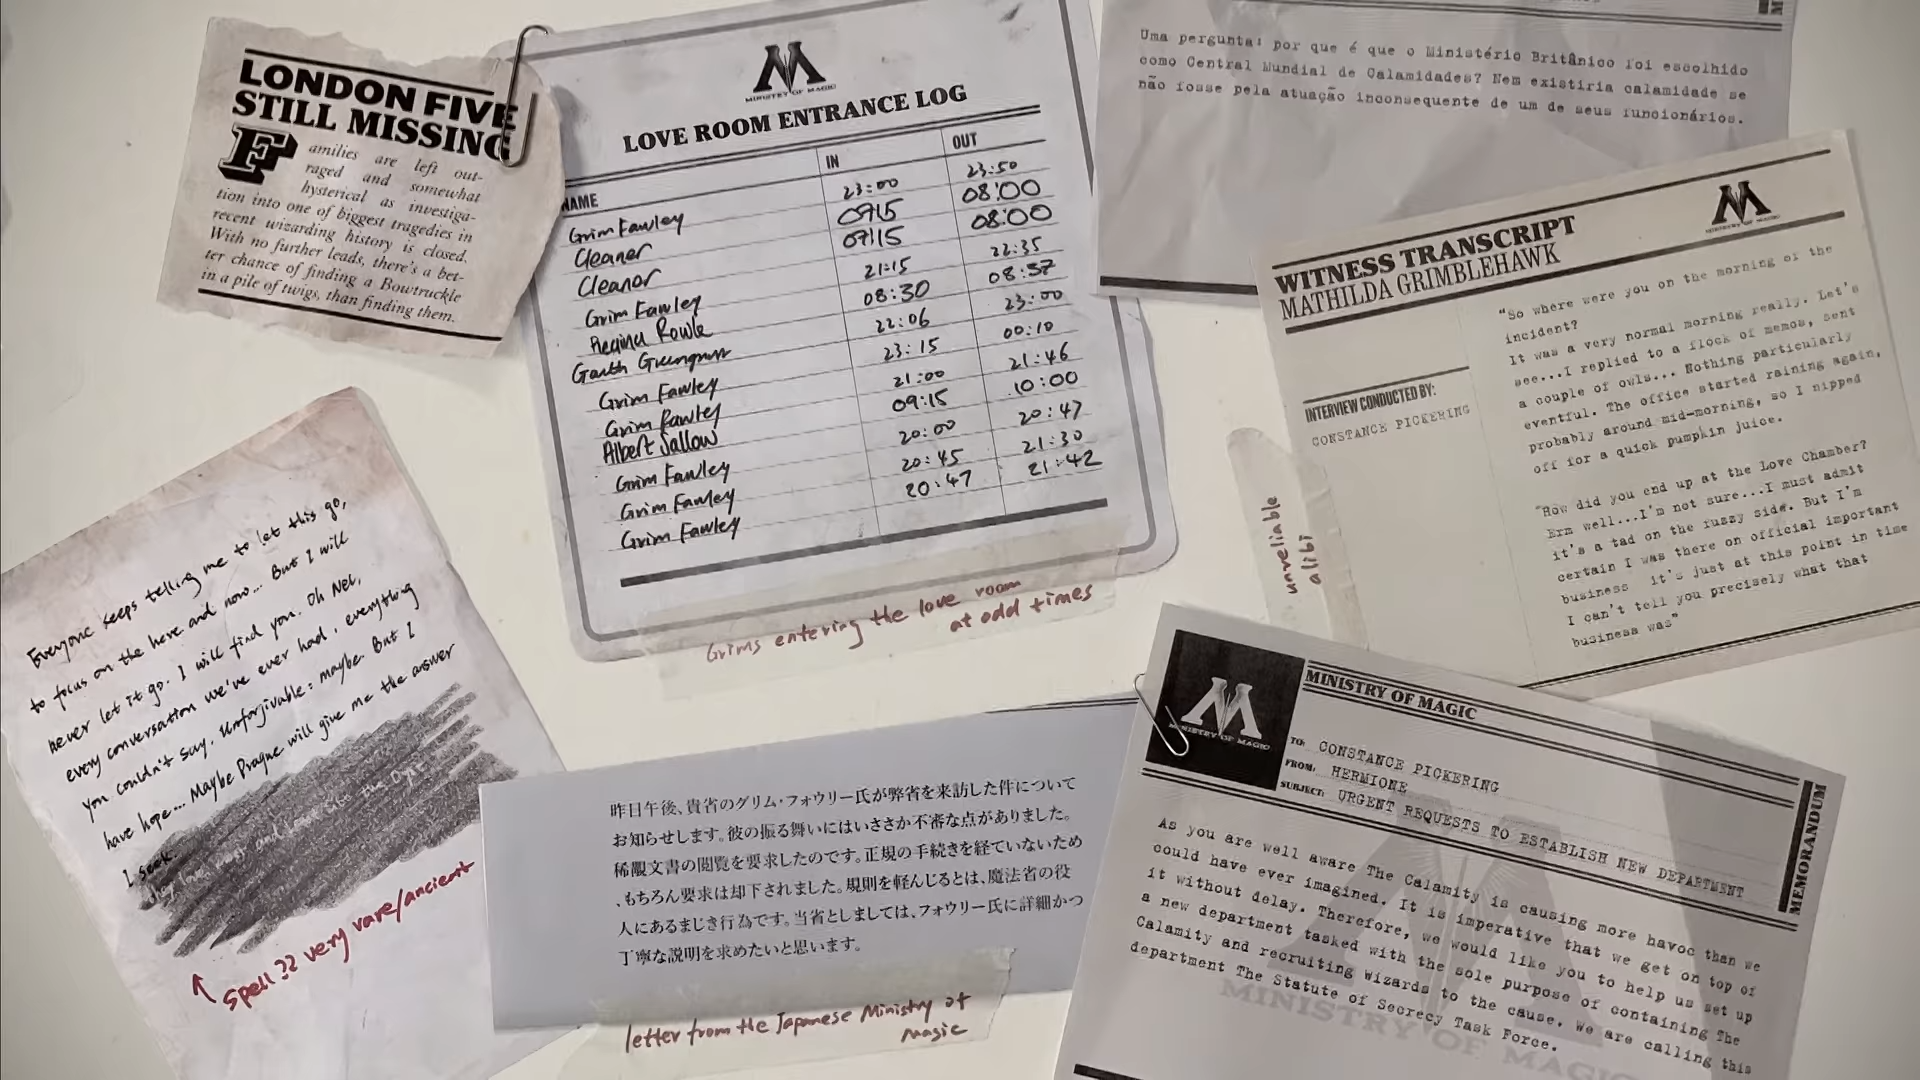 LONDON FIVE
STILL MISSING
Families are left out-
raged and somewhat
hysterical as investiga-
tion into one of biggest tragedies in
recent wizarding history is closed.
With no further leads, there's a bet-
ter chance of finding a Bowtruckle
in a pile of twigs, than finding them.
MINISTRY OF MAGIC
LOVE ROOM ENTRANCE LOG
NAME IN OUT
Grim Fawley 23:00 23:50
Cleaner 0915 08:00
Cleaner 0915 08:00
Grim Fawley 21:15 22:35
Regina Rowle 08:30 08:37
Garth Greengrass 22:06 23:00
Grim Fawley 23:15 00:10
Grim Fawley 21:00 21:46
Albert Sallow 09:15 10:00
Grim Fawley 20:00 20:47
Grim Fawley 20:45 21:30
Grim Fawley 20:47 21:42
Grims entering the love room
at odd times
Uma pergunta: por que é que o Ministério Britânico foi escolhido
como Central Mundial de Calamidades? Nem existiria calamidade se
não fosse pela atuação inconsequente de um de seus funcionários.
WITNESS TRANSCRIPT
MATHILDA GRIMBLEHAWK
INTERVIEW CONDUCTED BY:
CONSTANCE PICKERING
"So where were you on the morning of the
incident?
It was a very normal morning really. Let's
see...I replied to a flock of memos, sent
a couple of owls... Nothing particularly
eventful. The office started raining again,
probably around mid-morning, so I nipped
off for a quick pumpkin juice.
"How did you end up at the Love Chamber?
Erm well...I'm not sure...I must admit
it's a tad on the fuzzy side. But I'm
certain I was there on official important
business it's just at this point in time
I can't tell you precisely what that
business was"
unreliable
alibi
Everyone keeps telling me to let this go,
to focus on the here and now... But I will
never let it go. I will find you. Oh Nel,
every conversation we've ever had, everything
you couldn't say. Unforgivable: maybe. But I
have hope... Maybe Prague will give me the answer
I seek.
Spell?? very rare/ancient
昨日午後、貴省のグリム・フォウリー氏が弊省を来訪した件について
お知らせします。彼の振る舞いにはいささか不審な点がありました。
稀覯文書の閲覧を要求したのです。正規の手続きを経ていないため
、もちろん要求は却下されました。規則を軽んじるとは、魔法省の役
人にあるまじき行為です。当省としましては、フォウリー氏に詳細かつ
丁寧な説明を求めたいと思います。
letter from the Japanese Ministry of
Magic
MINISTRY OF MAGIC
MINISTRY OF MAGIC
TO: CONSTANCE PICKERING
FROM: HERMIONE
SUBJECT: URGENT REQUESTS TO ESTABLISH NEW DEPARTMENT
MEMORANDUM
As you are well aware The Calamity is causing more havoc than we
could have ever imagined. It is imperative that we get on top of
it without delay. Therefore, we would like you to help us set up
a new department tasked with the sole purpose of containing The
Calamity and recruiting wizards to the cause. We are calling this
department The Statute of Secrecy Task Force.
MINISTRY OF MAGIC